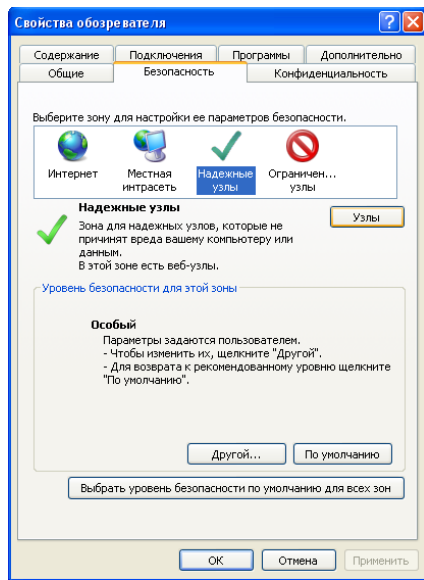 Свойства обозревателя
Содержание Подключения Программы Дополнительно
Общие Безопасность Конфиденциальность
Выберите зону для настройки ее параметров безопасности.
Интернет Местная интрасеть Надежные узлы Ограничен... узлы
Надежные узлы
Узлы
Зона для надежных узлов, которые не
причинят вреда вашему компьютеру или
данным.
В этой зоне есть веб-узлы.
Уровень безопасности для этой зоны
Особый
Параметры задаются пользователем.
- Чтобы изменить их, щелкните "Другой".
- Для возврата к рекомендованному уровню щелкните
"По умолчанию".
Другой... По умолчанию
Выбрать уровень безопасности по умолчанию для всех зон
OK Отмена Применить